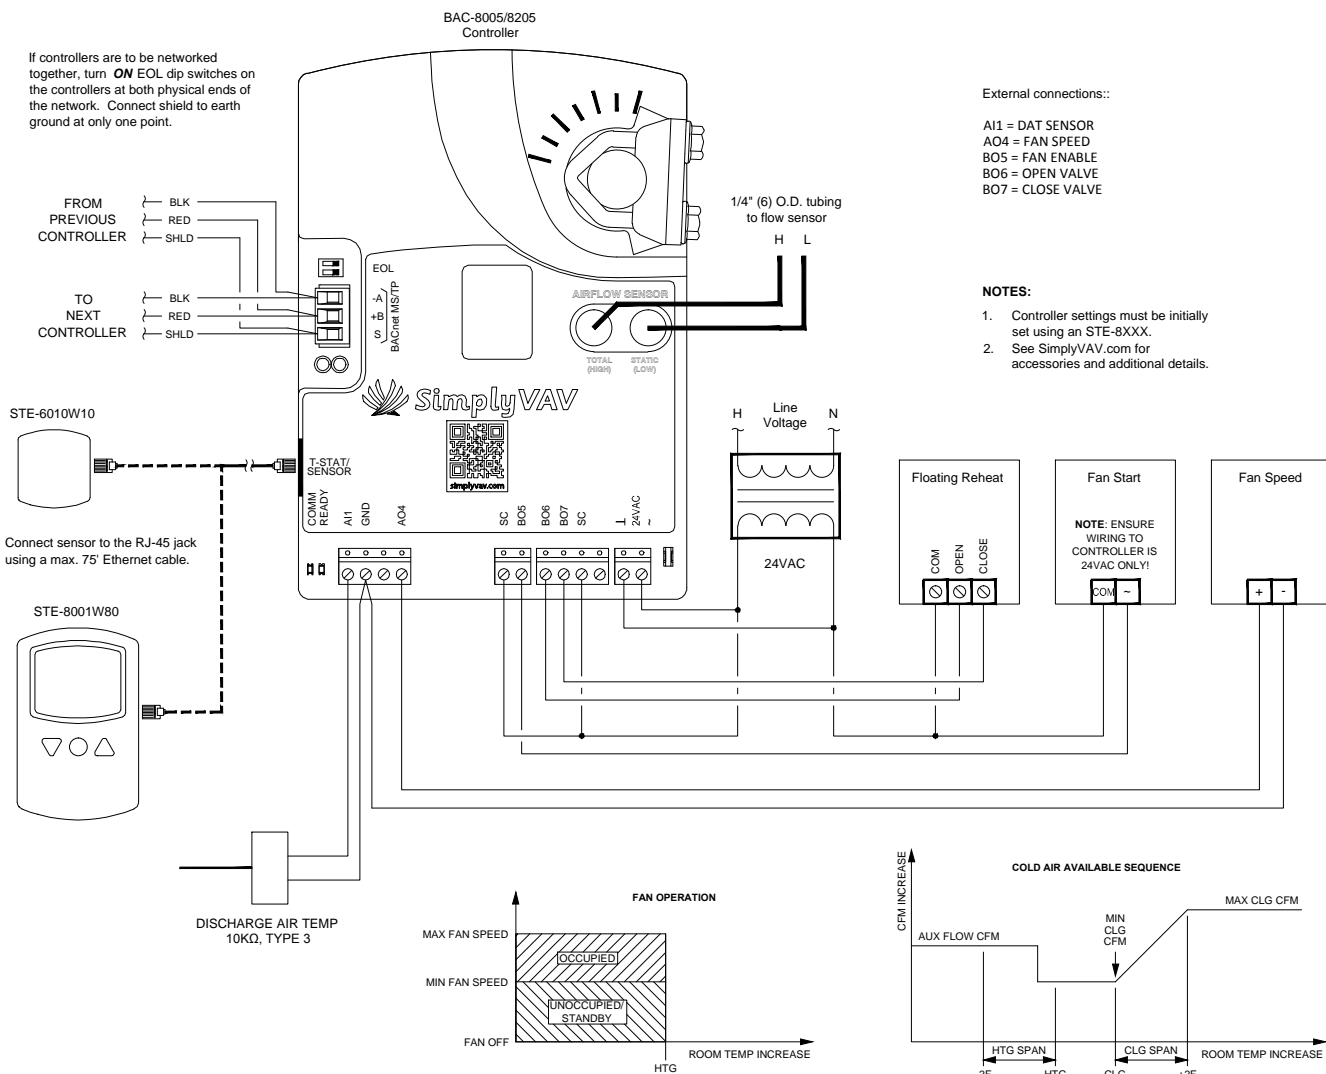 BAC-8005/8205
Controller
If controllers are to be networked
together, turn ON EOL dip switches on
the controllers at both physical ends of
the network. Connect shield to earth
ground at only one point.
External connections::
AI1 = DAT SENSOR
AO4 = FAN SPEED
BO5 = FAN ENABLE
BO6 = OPEN VALVE
BO7 = CLOSE VALVE
FROM
PREVIOUS
CONTROLLER
BLK
RED
SHLD
TO
NEXT
CONTROLLER
BLK
RED
SHLD
EOL
-A
+B
S
BACnet MS/TP
1/4" (6) O.D. tubing
to flow sensor
H L
AIRFLOW SENSOR
TOTAL
(HIGH)
STATIC
(LOW)
NOTES:
1. Controller settings must be initially
set using an STE-8XXX.
2. See SimplyVAV.com for
accessories and additional details.
SimplyVAV
simplyvav.com
STE-6010W10
T-STAT/
SENSOR
COMM
READY
AI1
GND
AO4
SC
BO5
BO6
BO7
SC
⊥
24VAC
~
Connect sensor to the RJ-45 jack
using a max. 75' Ethernet cable.
STE-8001W80
H Line N
Voltage
24VAC
Floating Reheat
COM
OPEN
CLOSE
Fan Start
NOTE: ENSURE
WIRING TO
CONTROLLER IS
24VAC ONLY!
COM ~
Fan Speed
+ -
DISCHARGE AIR TEMP
10KΩ, TYPE 3
FAN OPERATION
MAX FAN SPEED
OCCUPIED
MIN FAN SPEED
UNOCCUPIED/
STANDBY
FAN OFF
ROOM TEMP INCREASE
HTG
COLD AIR AVAILABLE SEQUENCE
CFM INCREASE
MAX CLG CFM
MIN
CLG
CFM
AUX FLOW CFM
HTG SPAN
CLG SPAN
ROOM TEMP INCREASE